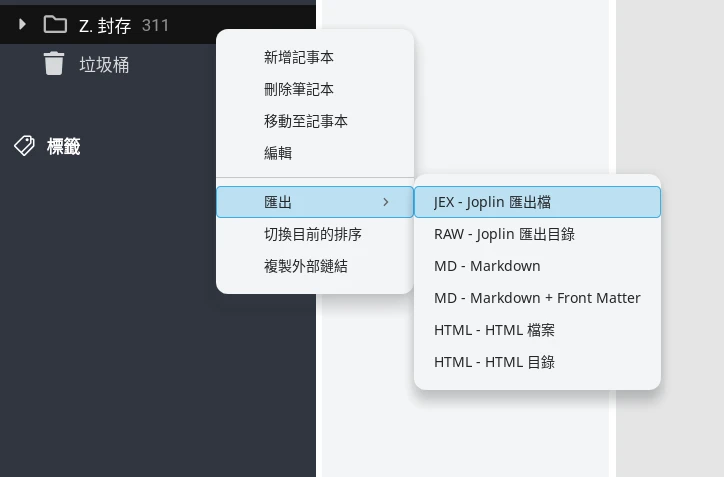 Z. 封存 311
垃圾桶
標籤
新增記事本
刪除筆記本
移動至記事本
編輯
匯出
切換目前的排序
複製外部鏈結
JEX - Joplin 匯出檔
RAW - Joplin 匯出目錄
MD - Markdown
MD - Markdown + Front Matter
HTML - HTML 檔案
HTML - HTML 目錄